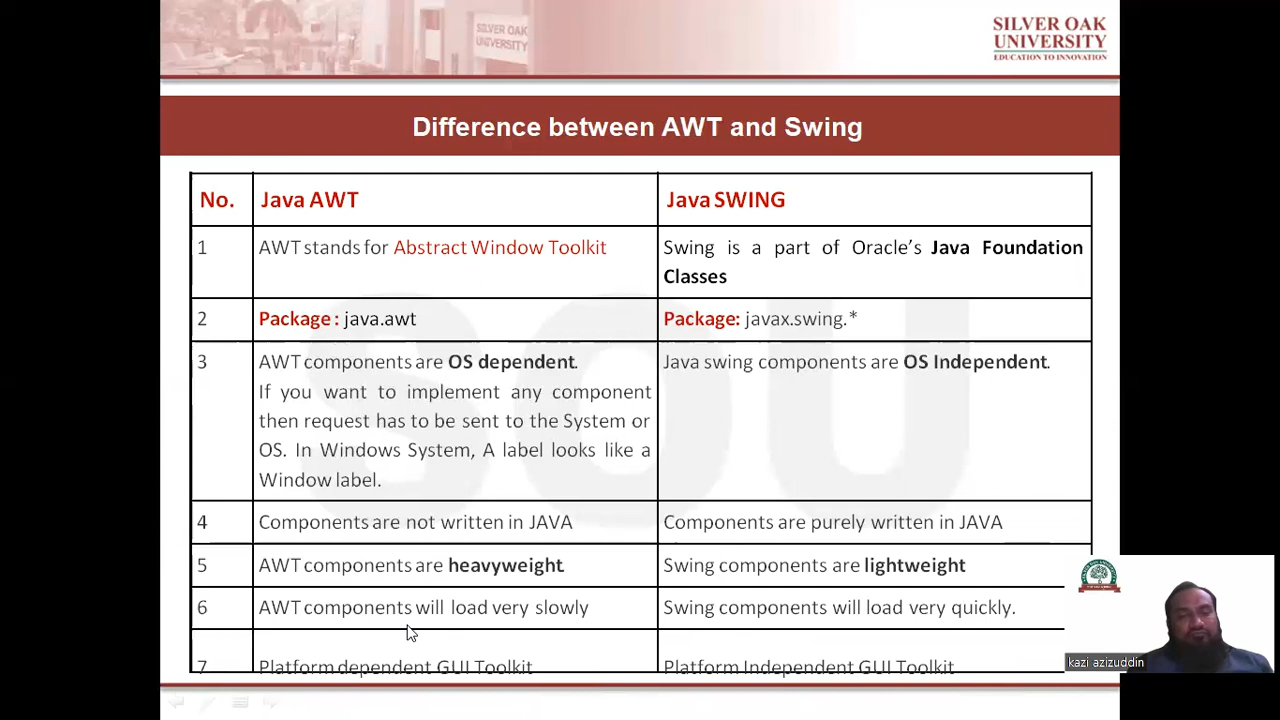 SILVER OAK
UNIVERSITY
SILVER OAK
UNIVERSITY
EDUCATION TO INNOVATION
Difference between AWT and Swing
No. Java AWT Java SWING
1 AWT stands for Abstract Window Toolkit Swing is a part of Oracle’s Java Foundation
Classes
2 Package : java.awt Package: javax.swing.*
3 AWT components are OS dependent. Java swing components are OS Independent.
If you want to implement any component
then request has to be sent to the System or
OS. In Windows System, A label looks like a
Window label.
SOU
4 Components are not written in JAVA Components are purely written in JAVA
5 AWT components are heavyweight. Swing components are lightweight
6 AWT components will load very slowly Swing components will load very quickly.
7 Platform dependent GUI Toolkit Platform Independent GUI Toolkit
kazi azizuddin